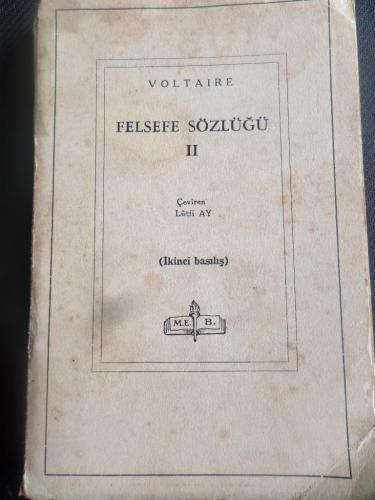 VOLTAIRE
FELSEFE SÖZLÜĞÜ
II
Çeviren
Lûtfi AY
(İkinci basılış)
M.E. B.